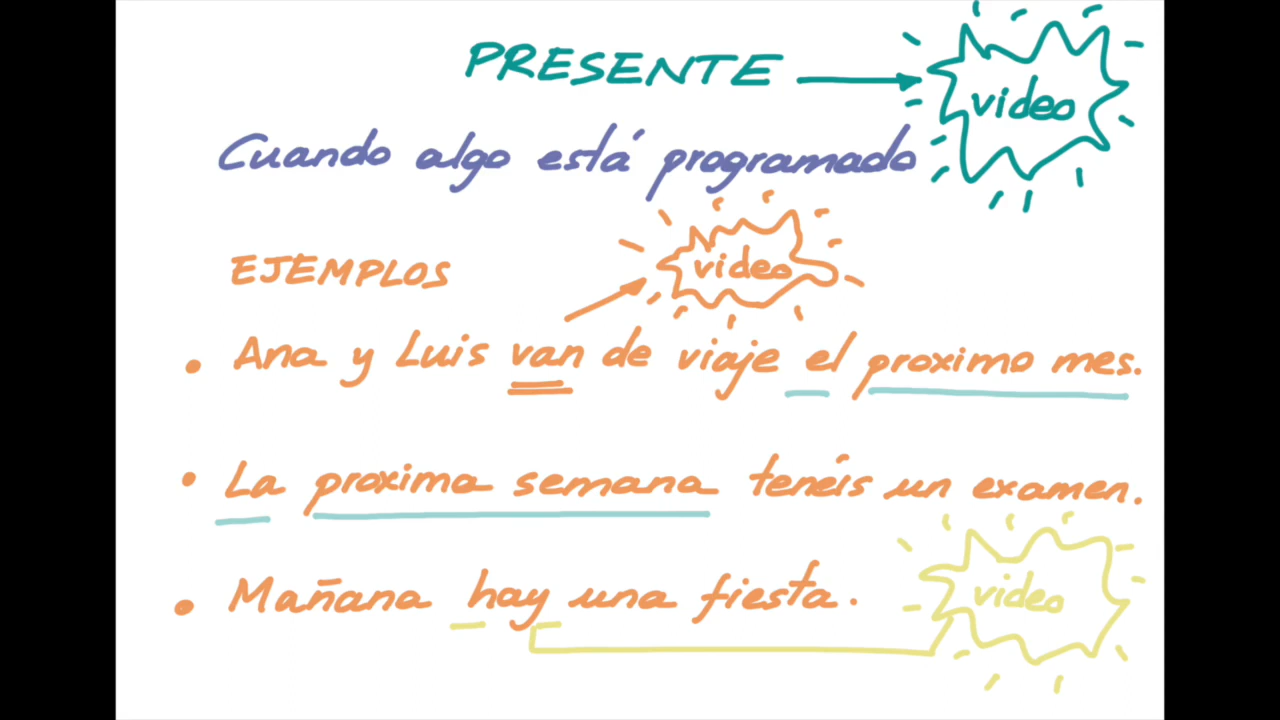 PRESENTE → video
Cuando algo está programado
EJEMPLOS
video
• Ana y Luis van de viaje el proximo mes.
• La proxima semana tenéis un examen.
• Mañana hay una fiesta.
video